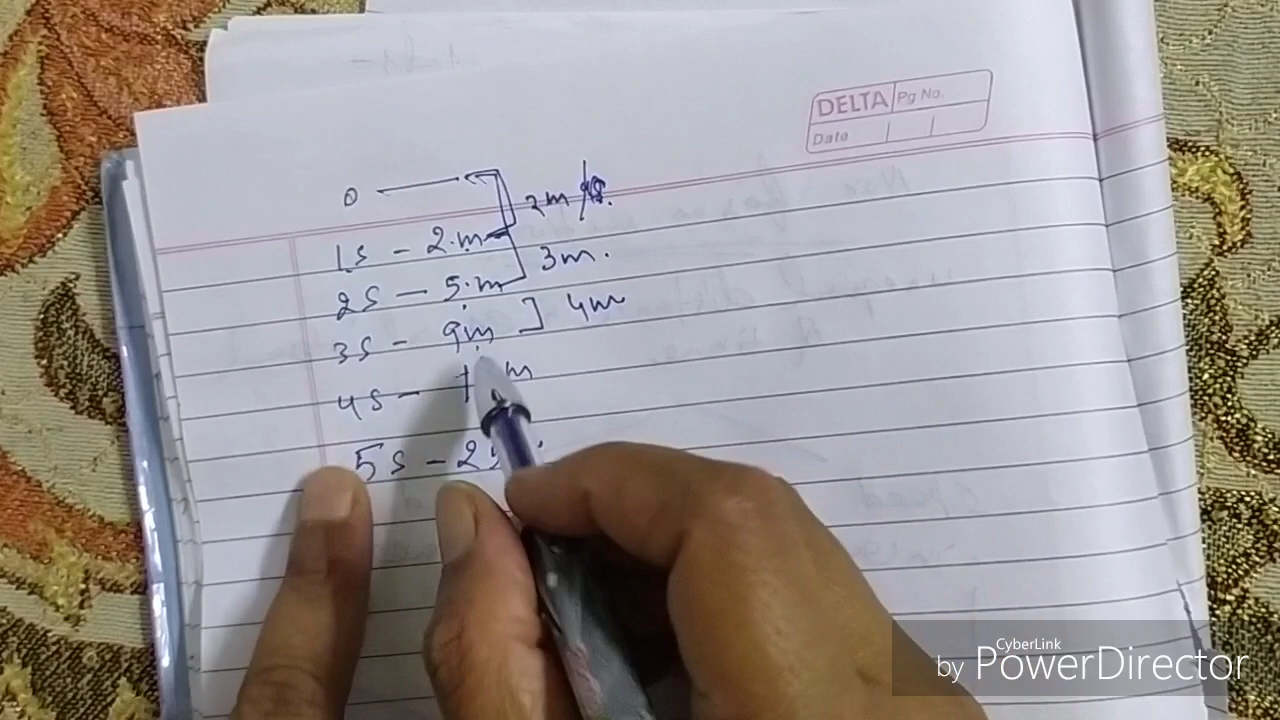 DELTA Pg No.
Date
0
2m
1s - 2.m
3m.
2s - 5.m
4m
3s - 9m
4s - m
5s -
CyberLink
by PowerDirector